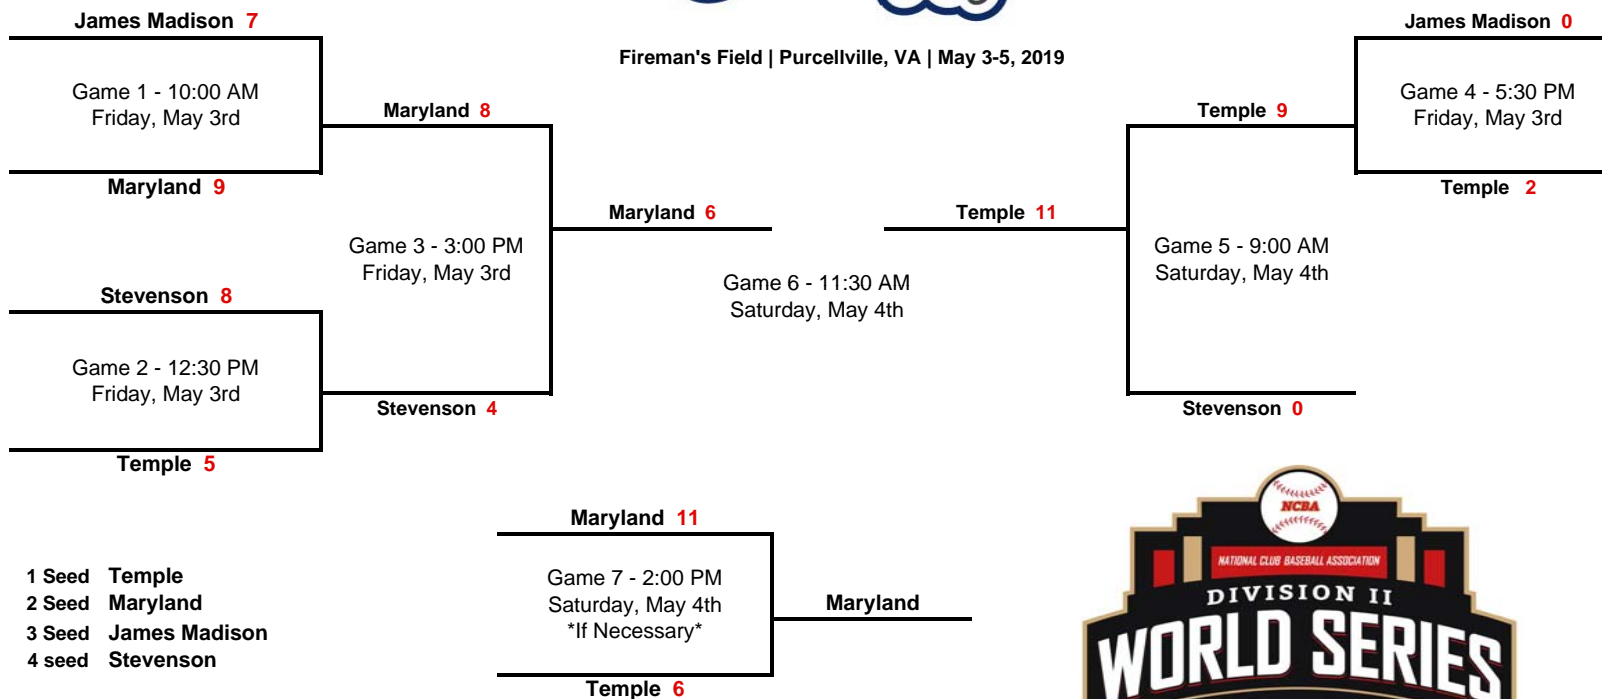 James Madison 7
James Madison 0
Fireman's Field | Purcellville, VA | May 3-5, 2019
Game 1 - 10:00 AM
Friday, May 3rd
Maryland 9
Maryland 8
Temple 9
Game 4 - 5:30 PM
Friday, May 3rd
Temple 2
Maryland 6
Temple 11
Game 3 - 3:00 PM
Friday, May 3rd
Game 5 - 9:00 AM
Saturday, May 4th
Game 6 - 11:30 AM
Saturday, May 4th
Stevenson 8
Game 2 - 12:30 PM
Friday, May 3rd
Temple 5
Stevenson 4
Stevenson 0
Maryland 11
Game 7 - 2:00 PM
Saturday, May 4th
*If Necessary*
Temple 6
Maryland
1 Seed Temple
2 Seed Maryland
3 Seed James Madison
4 seed Stevenson
NCBA
NATIONAL CLUB BASEBALL ASSOCIATION
DIVISION II
WORLD SERIES